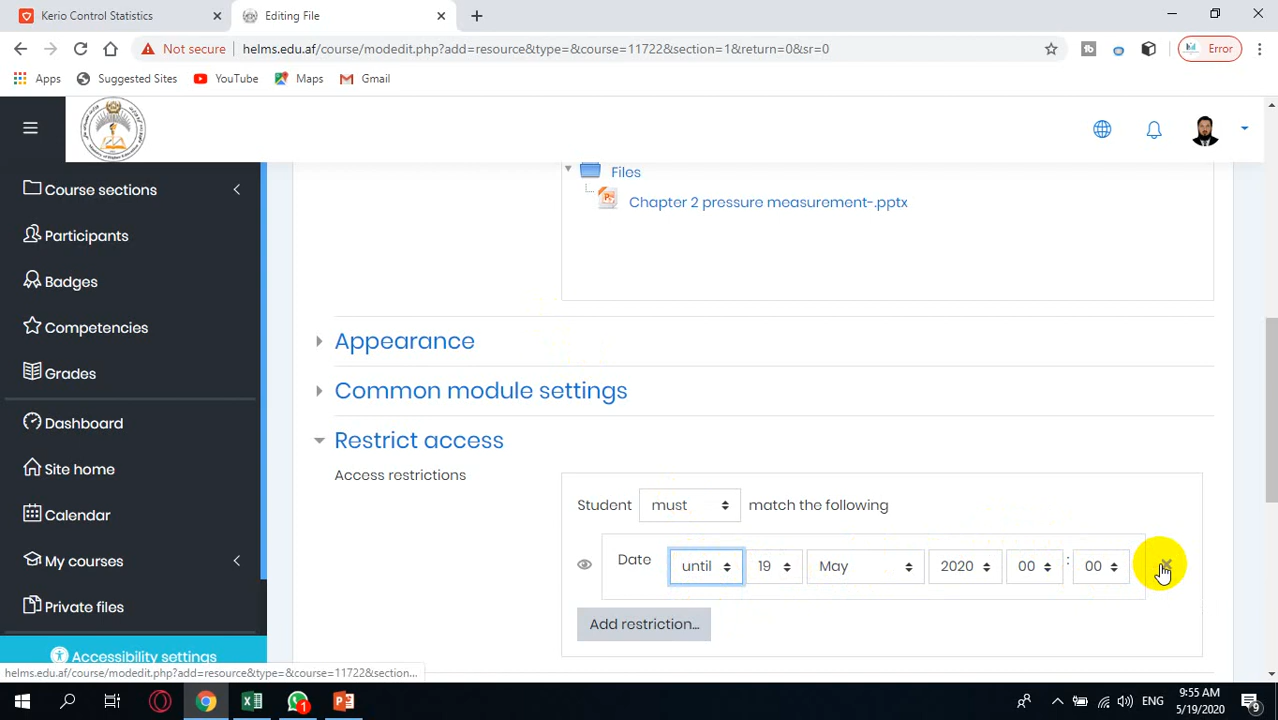 Kerio Control Statistics
Editing File
Not secure
helms.edu.af/course/modedit.php?add=resource&type=&course=11722&section=1&return=0&sr=0
Error
Apps
Suggested Sites
YouTube
Maps
Gmail
Course sections
Participants
Badges
Competencies
Grades
Dashboard
Site home
Calendar
My courses
Private files
Accessibility settings
Files
Chapter 2 pressure measurement-.pptx
Appearance
Common module settings
Restrict access
Access restrictions
Student must match the following
Date until 19 May 2020 00 : 00
Add restriction...
helms.edu.af/course/modedit.php?add=resource&type=&course=11722&section...
1
ENG
9:55 AM
5/19/2020
9